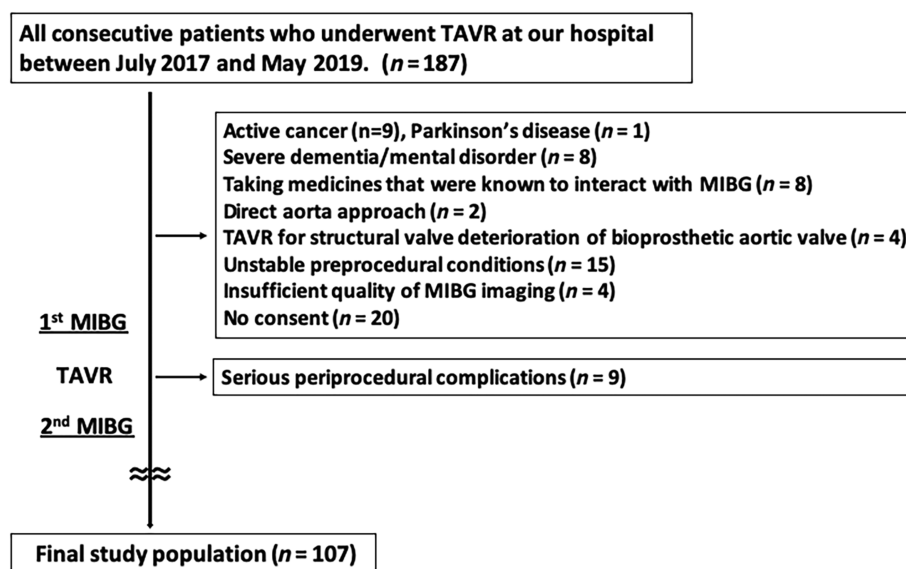 All consecutive patients who underwent TAVR at our hospital
between July 2017 and May 2019. (n = 187)
Active cancer (n=9), Parkinson's disease (n = 1)
Severe dementia/mental disorder (n = 8)
Taking medicines that were known to interact with MIBG (n = 8)
Direct aorta approach (n = 2)
TAVR for structural valve deterioration of bioprosthetic aortic valve (n = 4)
Unstable preprocedural conditions (n = 15)
Insufficient quality of MIBG imaging (n = 4)
No consent (n = 20)
1st MIBG
TAVR
Serious periprocedural complications (n = 9)
2nd MIBG
Final study population (n = 107)